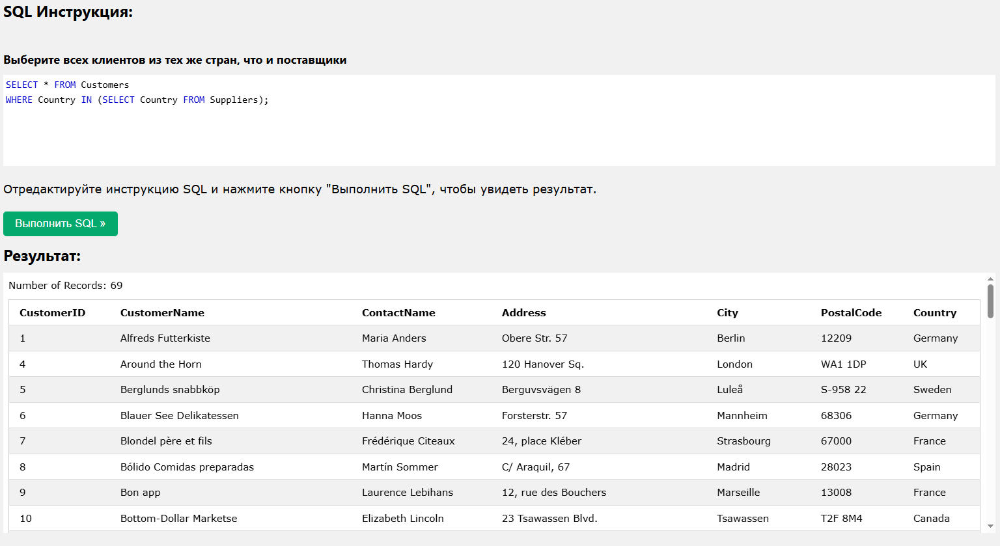 SQL Инструкция:
Выберите всех клиентов из тех же стран, что и поставщики
SELECT * FROM Customers
WHERE Country IN (SELECT Country FROM Suppliers);
Отредактируйте инструкцию SQL и нажмите кнопку "Выполнить SQL", чтобы увидеть результат.
Выполнить SQL »
Результат:
Number of Records: 69
CustomerID CustomerName ContactName Address City PostalCode Country
1 Alfreds Futterkiste Maria Anders Obere Str. 57 Berlin 12209 Germany
4 Around the Horn Thomas Hardy 120 Hanover Sq. London WA1 1DP UK
5 Berglunds snabbköp Christina Berglund Berguvsvägen 8 Luleå S-958 22 Sweden
6 Blauer See Delikatessen Hanna Moos Forsterstr. 57 Mannheim 68306 Germany
7 Blondel père et fils Frédérique Citeaux 24, place Kléber Strasbourg 67000 France
8 Bólido Comidas preparadas Martín Sommer C/ Araquil, 67 Madrid 28023 Spain
9 Bon app Laurence Lebihans 12, rue des Bouchers Marseille 13008 France
10 Bottom-Dollar Marketse Elizabeth Lincoln 23 Tsawassen Blvd. Tsawassen T2F 8M4 Canada